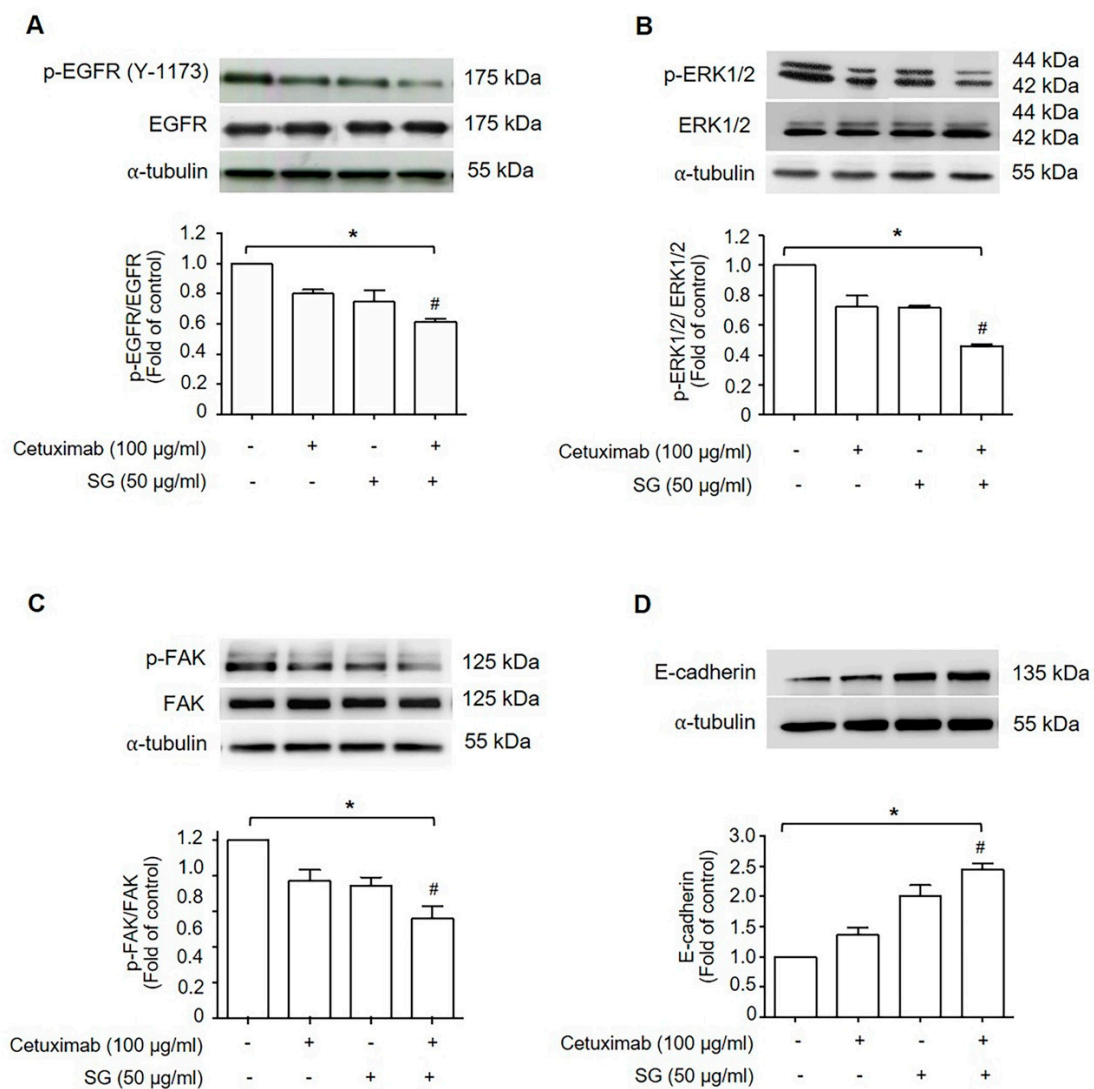 A
p-EGFR (Y-1173)
175 kDa
EGFR
175 kDa
α-tubulin
55 kDa
p-EGFR/EGFR
(Fold of control)
1.2
1.0
0.8
0.6
0.4
0.2
0
*
#
Cetuximab (100 µg/ml) - + - +
SG (50 µg/ml) - - + +
B
p-ERK1/2
44 kDa
42 kDa
ERK1/2
44 kDa
42 kDa
α-tubulin
55 kDa
p-ERK1/2/ ERK1/2
(Fold of control)
1.2
1.0
0.8
0.6
0.4
0.2
0
*
#
Cetuximab (100 µg/ml) - + - +
SG (50 µg/ml) - - + +
C
p-FAK
125 kDa
FAK
125 kDa
α-tubulin
55 kDa
p-FAK/FAK
(Fold of control)
1.2
1.0
0.8
0.6
0.4
0.2
0
*
#
Cetuximab (100 µg/ml) - + - +
SG (50 µg/ml) - - + +
D
E-cadherin
135 kDa
α-tubulin
55 kDa
E-cadherin
(Fold of control)
3.0
2.5
2.0
1.5
1.0
0.5
0
*
#
Cetuximab (100 µg/ml) - + - +
SG (50 µg/ml) - - + +